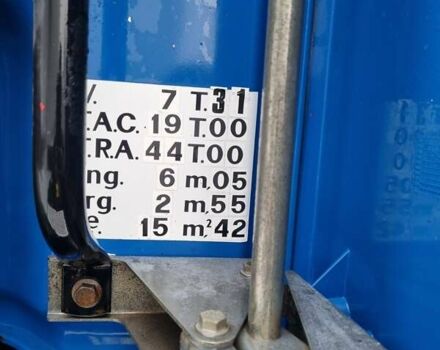 V. 7 T.31
.T.A.C. 19 T.00
T.R.A. 44 T.00
ng. 6 m,05
rg. 2 m,55
e. 15 m²42